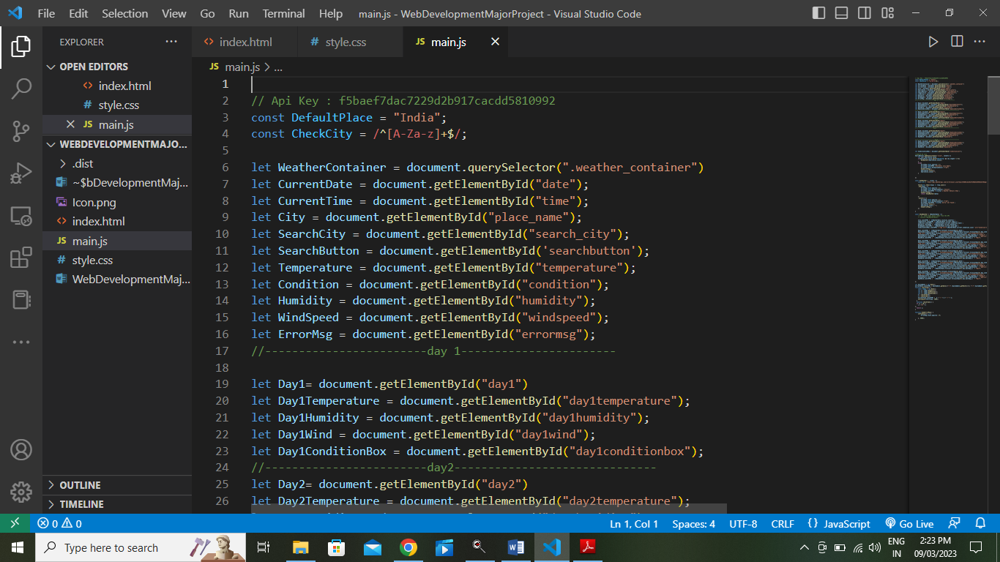 File Edit Selection View Go Run Terminal Help main.js - WebDevelopmentMajorProject - Visual Studio Code
EXPLORER
index.html
style.css
JS main.js
OPEN EDITORS
index.html
style.css
JS main.js
WEBDEVELOPMENTMAJO...
.dist
~$bDevelopmentMaj...
Icon.png
index.html
JS main.js
style.css
WebDevelopmentMaj...
OUTLINE
TIMELINE
JS main.js > ...
1
2 // Api Key : f5baef7dac7229d2b917cacdd5810992
3 const DefaultPlace = "India";
4 const CheckCity = /^[A-Za-z]+$/;
5
6 let WeatherContainer = document.querySelector(".weather_container")
7 let CurrentDate = document.getElementById("date");
8 let CurrentTime = document.getElementById("time");
9 let City = document.getElementById("place_name");
10 let SearchCity = document.getElementById("search_city");
11 let SearchButton = document.getElementById('searchbutton');
12 let Temperature = document.getElementById("temperature");
13 let Condition = document.getElementById("condition");
14 let Humidity = document.getElementById("humidity");
15 let WindSpeed = document.getElementById("windspeed");
16 let ErrorMsg = document.getElementById("errormsg");
17 //------------------------day 1-----------------------
18
19 let Day1= document.getElementById("day1")
20 let Day1Temperature = document.getElementById("day1temperature");
21 let Day1Humidity = document.getElementById("day1humidity");
22 let Day1Wind = document.getElementById("day1wind");
23 let Day1ConditionBox = document.getElementById("day1conditionbox");
24 //------------------------day2------------------------------
25 let Day2= document.getElementById("day2")
26 let Day2Temperature = document.getElementById("day2temperature");
0 0
Ln 1, Col 1 Spaces: 4 UTF-8 CRLF {} JavaScript Go Live
Type here to search
ENG
IN
2:23 PM
09/03/2023